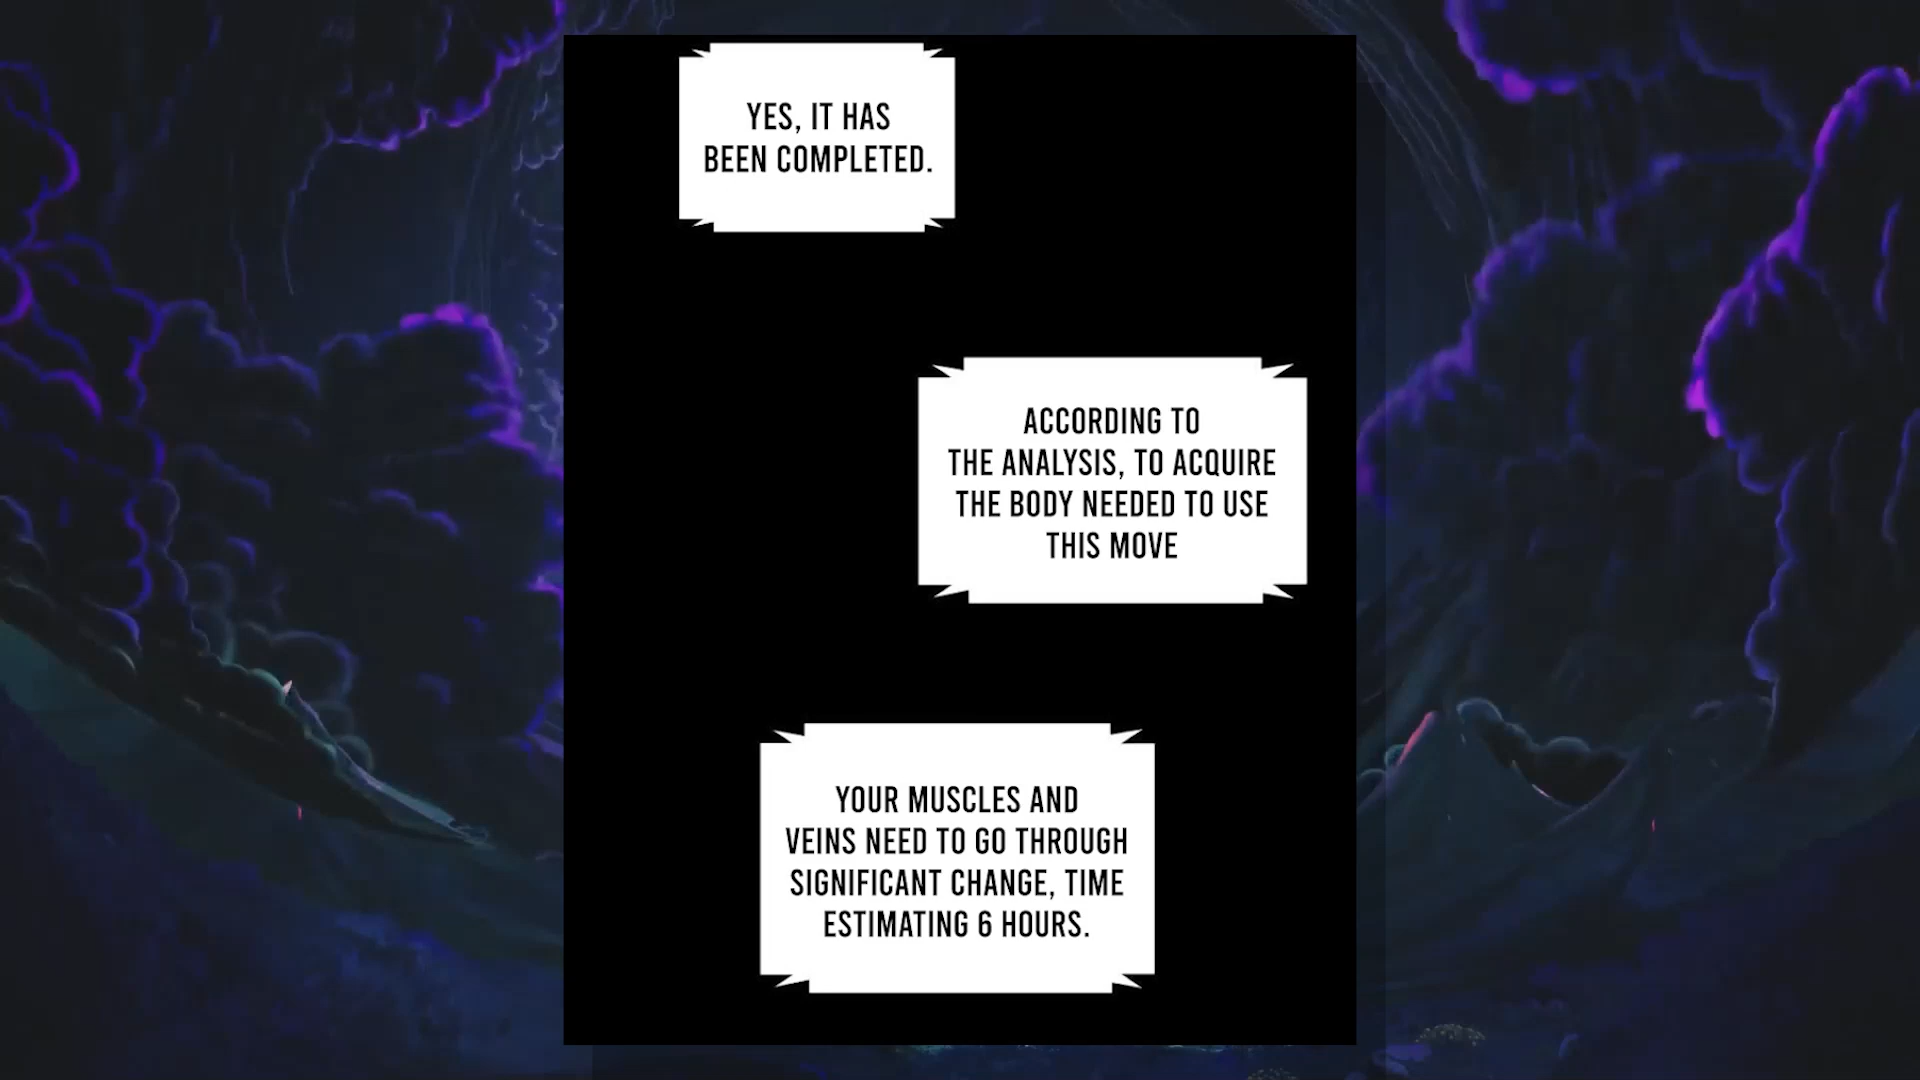 YES, IT HAS
BEEN COMPLETED.
ACCORDING TO
THE ANALYSIS, TO ACQUIRE
THE BODY NEEDED TO USE
THIS MOVE
YOUR MUSCLES AND
VEINS NEED TO GO THROUGH
SIGNIFICANT CHANGE, TIME
ESTIMATING 6 HOURS.